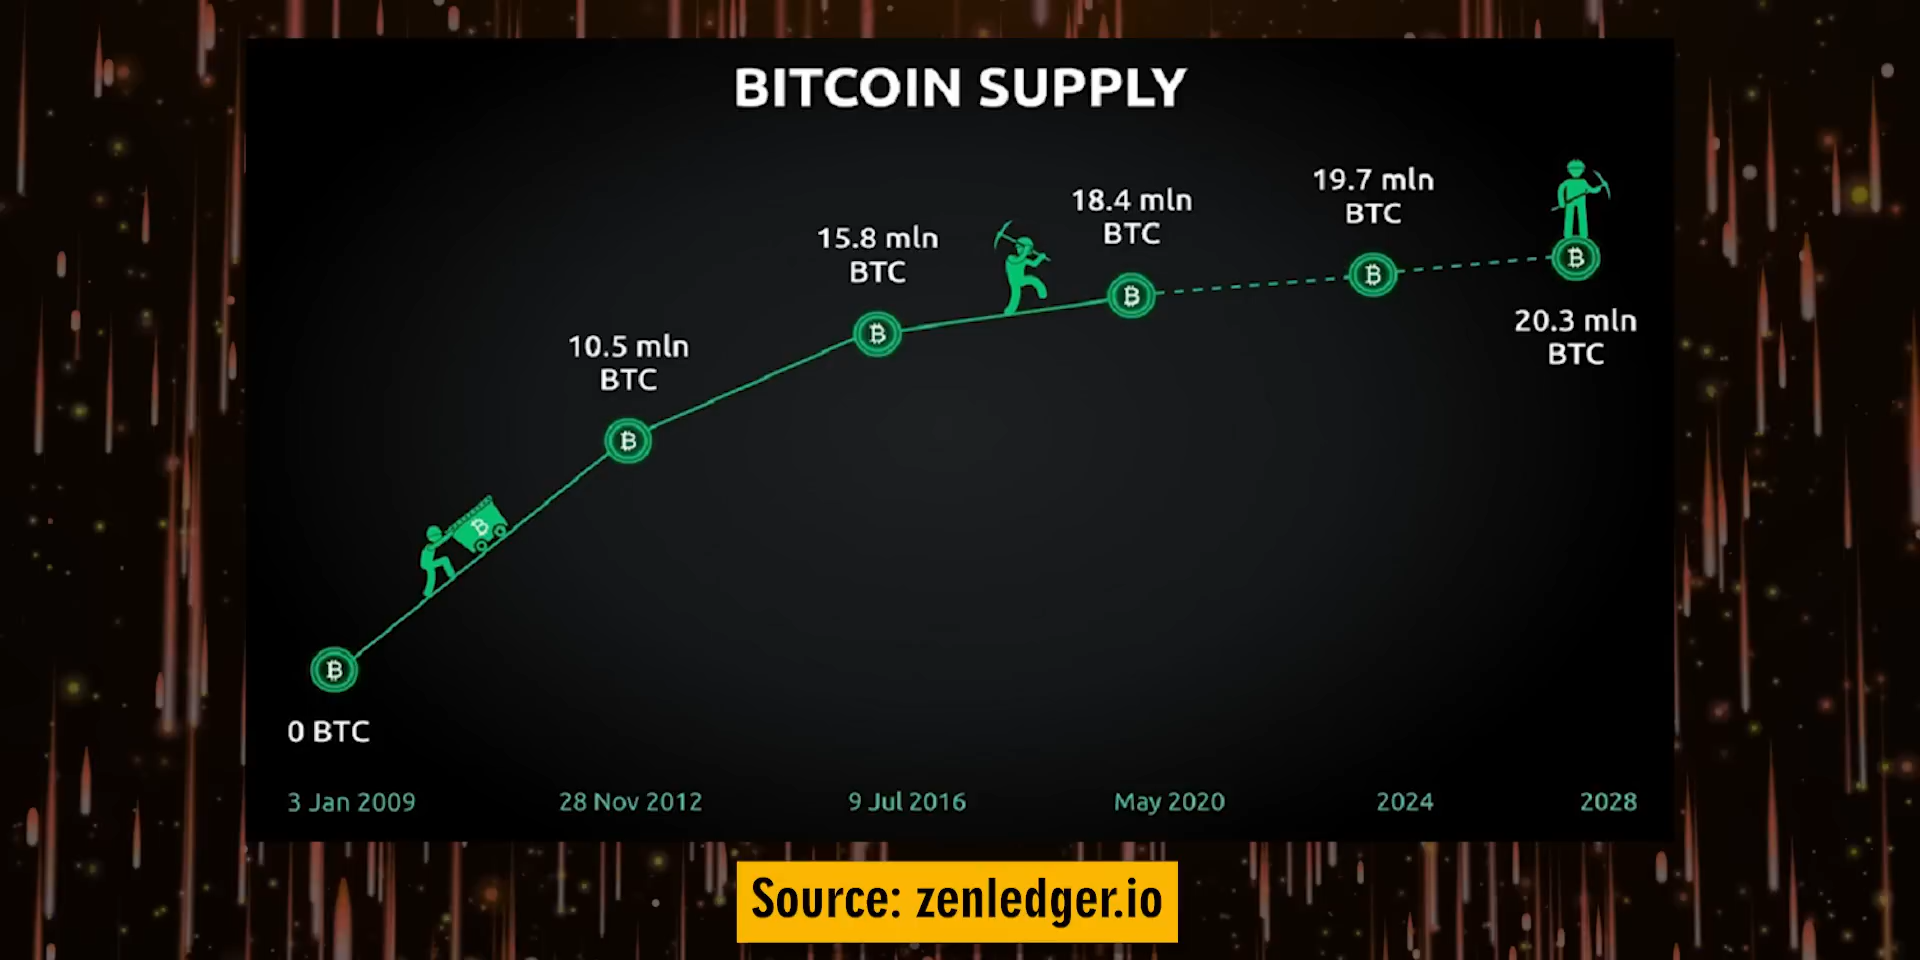 BITCOIN SUPPLY
19.7 mln
BTC
18.4 mln
BTC
15.8 mln
BTC
20.3 mln
BTC
10.5 mln
BTC
0 BTC
3 Jan 2009
28 Nov 2012
9 Jul 2016
May 2020
2024
2028
Source: zenledger.io